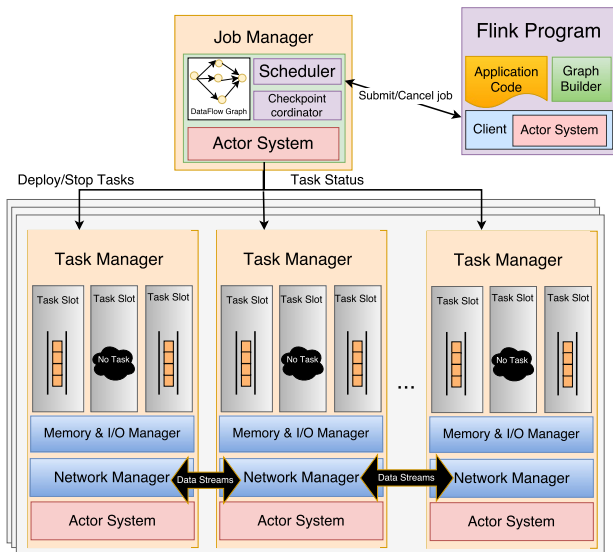 Job Manager
DataFlow Graph
Scheduler
Checkpoint
cordinator
Actor System
Flink Program
Application
Code
Graph
Builder
Client
Actor System
Submit/Cancel job
Deploy/Stop Tasks
Task Status
Task Manager
Task Slot
Task Slot
Task Slot
No Task
Memory & I/O Manager
Network Manager
Actor System
Data Streams
Task Manager
Task Slot
Task Slot
Task Slot
No Task
Memory & I/O Manager
Network Manager
Actor System
...
Data Streams
Task Manager
Task Slot
Task Slot
Task Slot
No Task
Memory & I/O Manager
Network Manager
Actor System